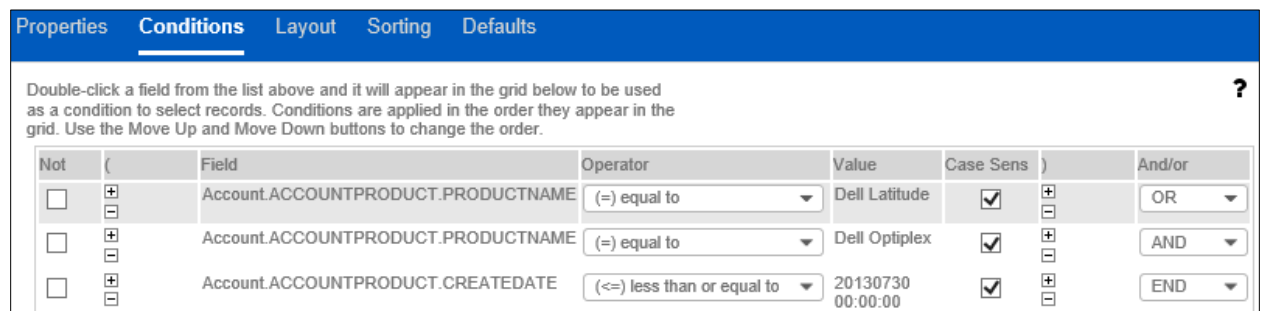 Properties Conditions Layout Sorting Defaults
Double-click a field from the list above and it will appear in the grid below to be used
as a condition to select records. Conditions are applied in the order they appear in the
grid. Use the Move Up and Move Down buttons to change the order.
?
Not ( Field Operator Value Case Sens ) And/or
+ Account.ACCOUNTPRODUCT.PRODUCTNAME (=) equal to Dell Latitude + OR
- -
+ Account.ACCOUNTPRODUCT.PRODUCTNAME (=) equal to Dell Optiplex + AND
- -
+ Account.ACCOUNTPRODUCT.CREATEDATE (<=) less than or equal to 20130730 + END
- 00:00:00 -